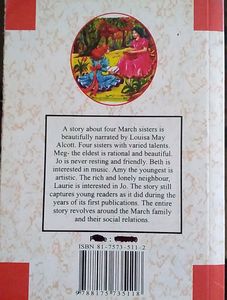 A story about four March sisters is
beautifully narrated by Louisa May
Alcott. Four sisters with varied talents.
Meg- the eldest is rational and beautiful.
Jo is never resting and friendly. Beth is
interested in music. Amy the youngest is
artistic. The rich and lonely neighbour,
Laurie is interested in Jo. The story still
captures young readers as it did during the
years of its first publications. The entire
story revolves around the March family
and their social relations.
ISBN 81-7573-511-2
9788175735118